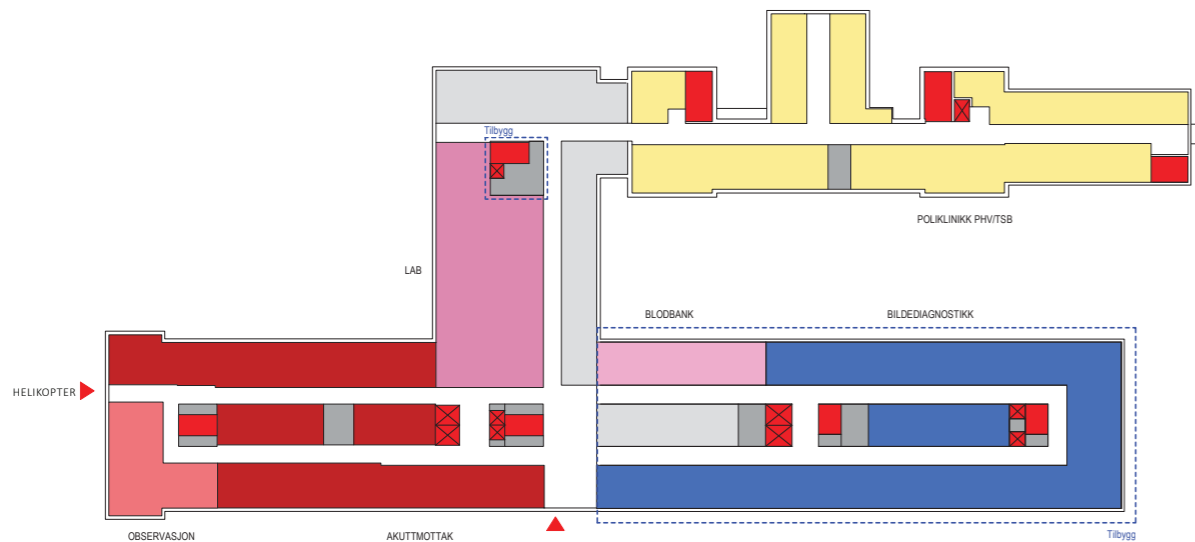 Tilbygg
POLIKLINIKK PHV/TSB
LAB
BLODBANK
BILDEDIAGNOSTIKK
HELIKOPTER
OBSERVASJON
AKUTTMOTTAK
Tilbygg